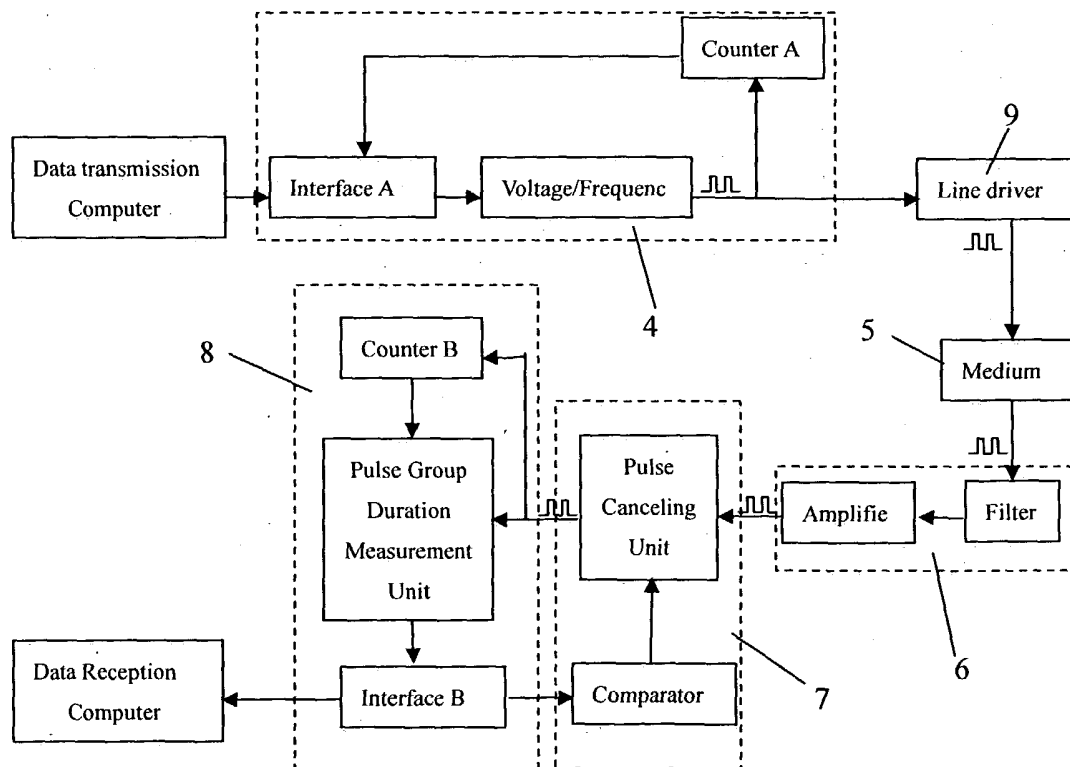 Counter A
9
Data transmission
Computer
Interface A
Voltage/Frequenc
Line driver
4
5
Medium
8
Counter B
Pulse Group
Duration
Measurement
Unit
Pulse
Canceling
Unit
Amplifie
Filter
6
Data Reception
Computer
Interface B
Comparator
7